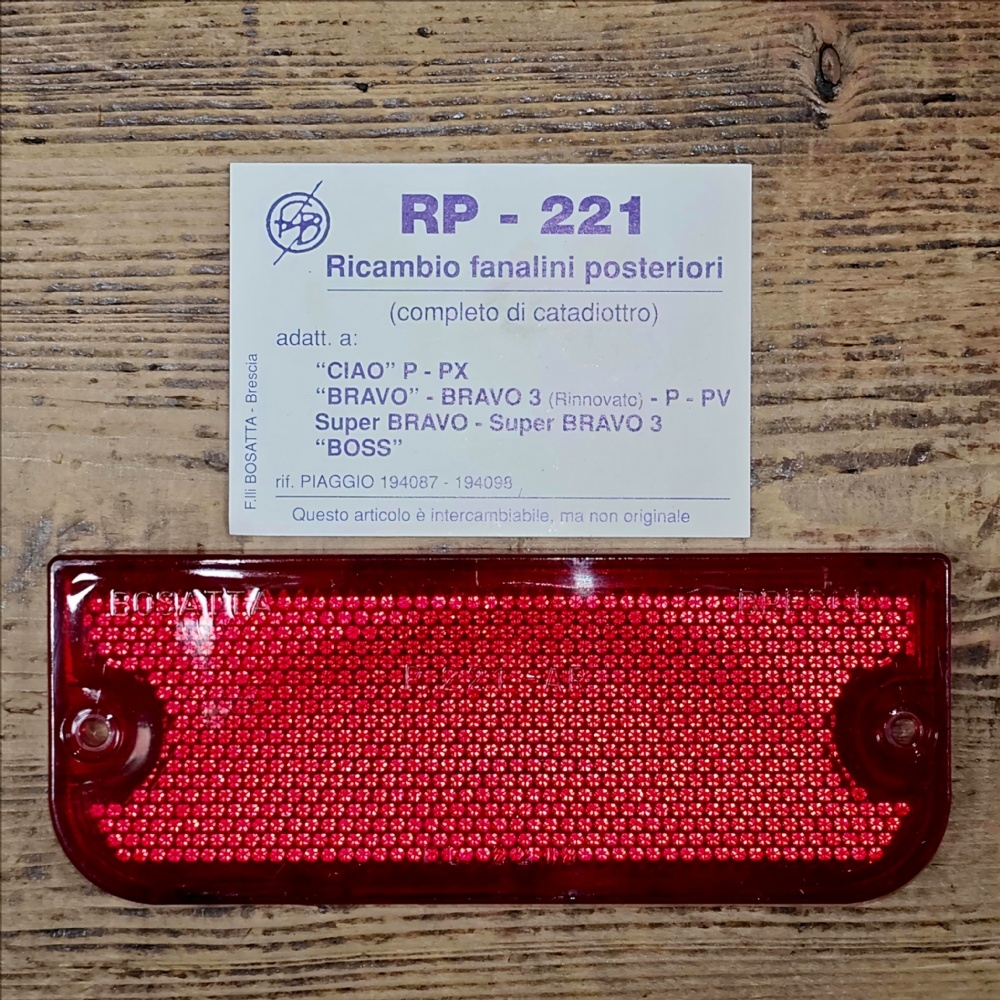 RP - 221
Ricambio fanalini posteriori
(completo di catadiottro)
adatt. a:
“CIAO” P - PX
“BRAVO” - BRAVO 3 (Rinnovato) - P - PV
Super BRAVO - Super BRAVO 3
“BOSS”
rif. PIAGGIO 194087 - 194098
Questo articolo è intercambiabile, ma non originale
F.lli BOSATTA - Brescia
BOSATTA